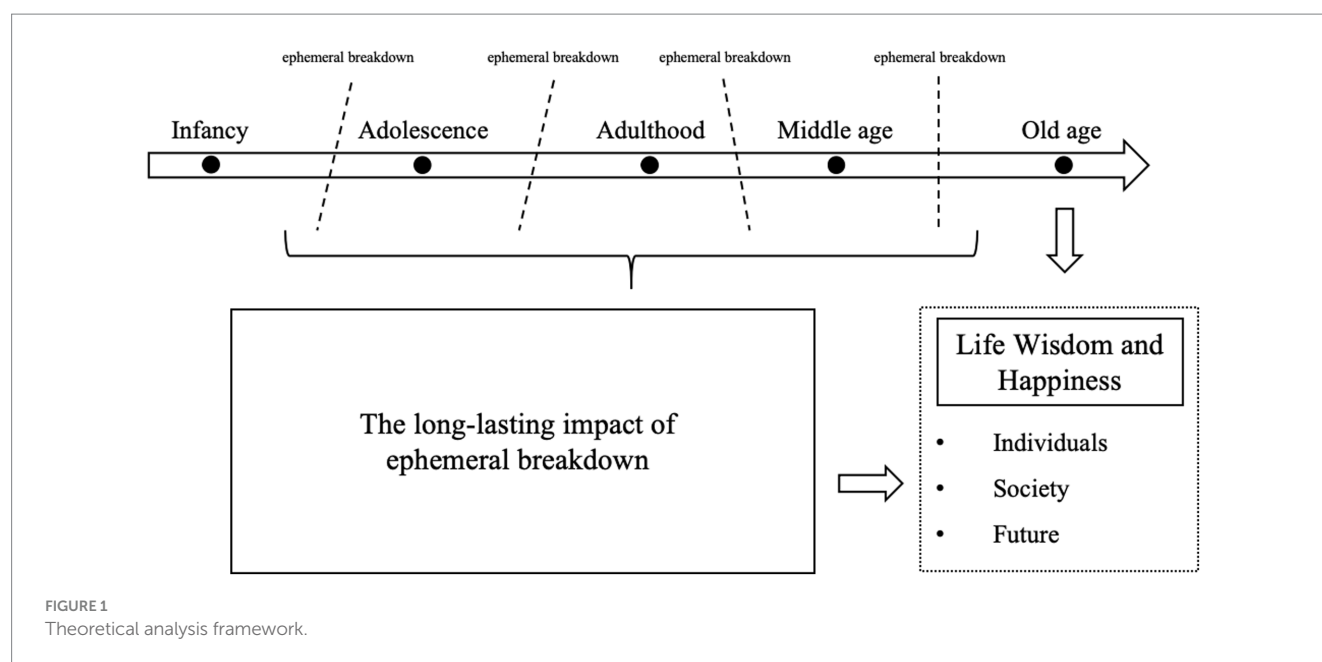 ephemeral breakdown ephemeral breakdown ephemeral breakdown ephemeral breakdown
Infancy Adolescence Adulthood Middle age Old age
The long-lasting impact of
ephemeral breakdown
Life Wisdom and
Happiness
• Individuals
• Society
• Future
FIGURE 1
Theoretical analysis framework.